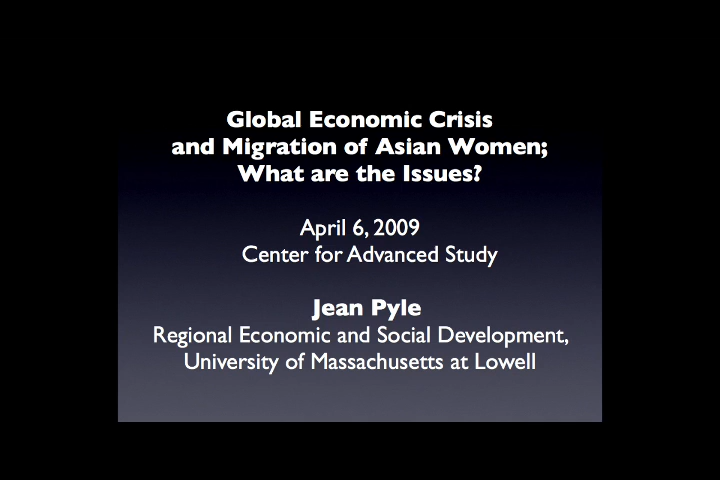 Global Economic Crisis
and Migration of Asian Women;
What are the Issues?
April 6, 2009
Center for Advanced Study
Jean Pyle
Regional Economic and Social Development,
University of Massachusetts at Lowell